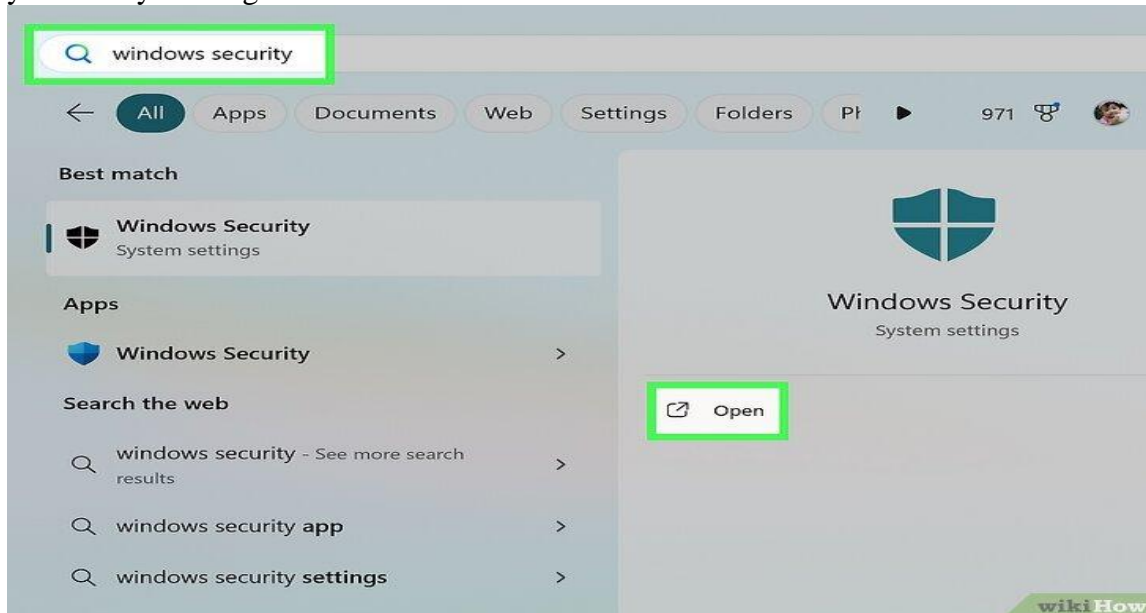 windows security
All Apps Documents Web Settings Folders 971
Best match
Windows Security
System settings
Apps
Windows Security
Search the web
windows security - See more search
results
windows security app
windows security settings
Windows Security
System settings
Open
wikiHow